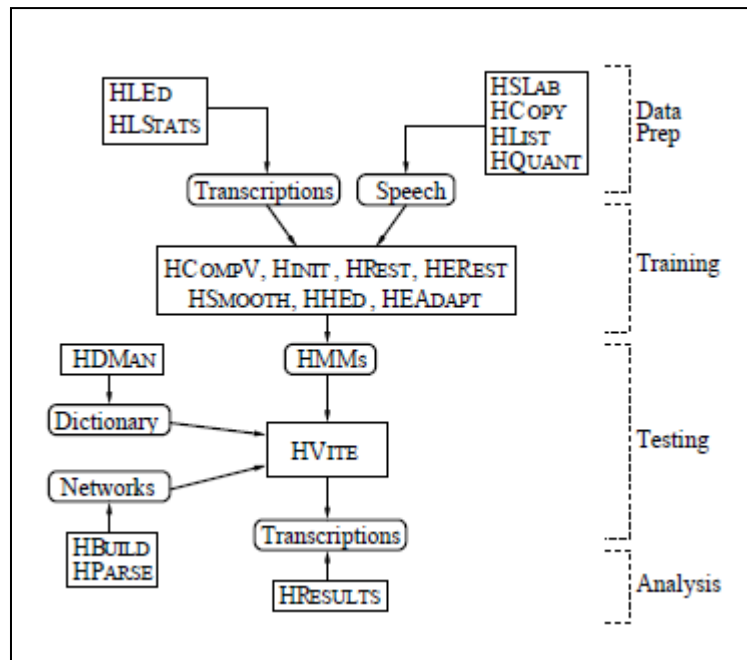 HLED
HLSTATS
HSLAB
HCOPY
HLIST
HQUANT
Data
Prep
Transcriptions
Speech
HCOMPV, HINIT, HREST, HEREST
HSMOOTH, HHED, HEADAPT
Training
HDMAN
HMMs
Dictionary
HVITE
Testing
Networks
HBUILD
HPARSE
Transcriptions
HRESULTS
Analysis